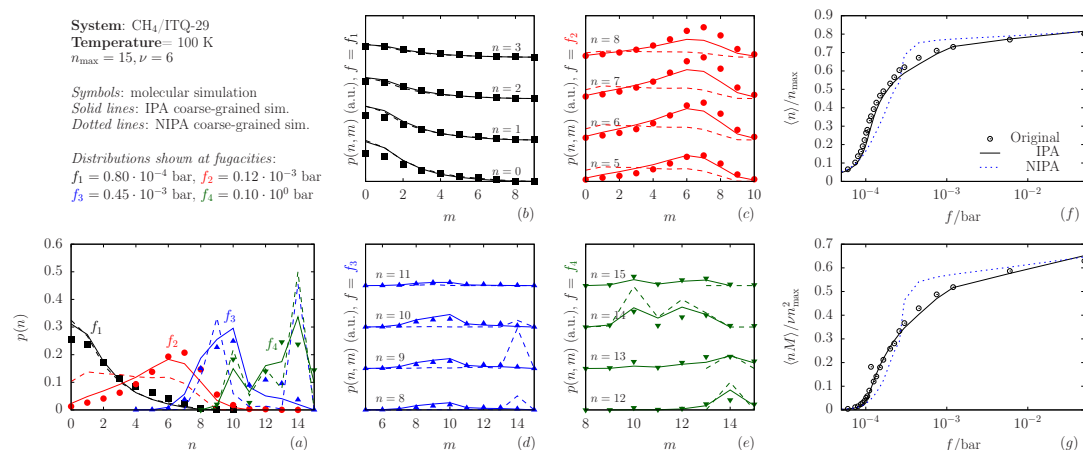 System: CH₄/ITQ-29
Temperature= 100 K
n_max = 15, ν = 6
Symbols: molecular simulation
Solid lines: IPA coarse-grained sim.
Dotted lines: NIPA coarse-grained sim.
Distributions shown at fugacities:
f₁ = 0.80 · 10⁻⁴ bar, f₂ = 0.12 · 10⁻³ bar
f₃ = 0.45 · 10⁻³ bar, f₄ = 0.10 · 10⁰ bar
p(n, m) (a.u.), f = f₁
n = 3
n = 2
n = 1
n = 0
0 2 4 6 8
m
(b)
p(n, m) (a.u.), f = f₂
n = 8
n = 7
n = 6
n = 5
0 2 4 6 8 10
m
(c)
⟨n⟩/n_max
0.9
0.8
0.7
0.6
0.5
0.4
0.3
0.2
0.1
0
Original
IPA
NIPA
10⁻⁴ 10⁻³ 10⁻²
f/bar
(f)
p(n)
0.6
0.5
0.4
0.3
0.2
0.1
0
f₁
f₂
f₃
f₄
0 2 4 6 8 10 12 14
n
(a)
p(n, m) (a.u.), f = f₃
n = 11
n = 10
n = 9
n = 8
6 8 10 12 14
m
(d)
p(n, m) (a.u.), f = f₄
n = 15
n = 14
n = 13
n = 12
8 10 12 14
m
(e)
⟨nM⟩/νn²_max
0.7
0.6
0.5
0.4
0.3
0.2
0.1
0
10⁻⁴ 10⁻³ 10⁻²
f/bar
(g)